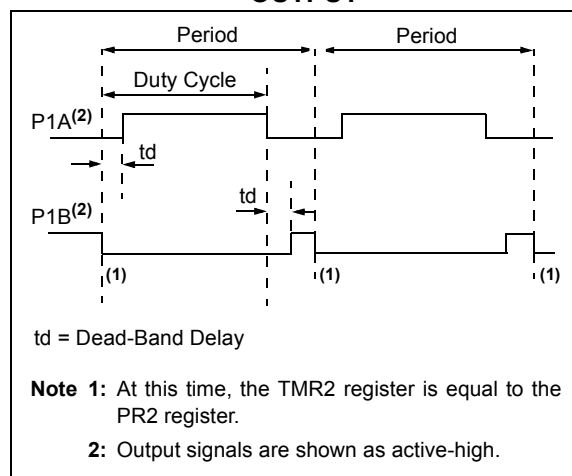 Period Period
Duty Cycle
P1A(2)
td
td
P1B(2)
(1) (1) (1)
td = Dead-Band Delay
Note 1: At this time, the TMR2 register is equal to the
PR2 register.
2: Output signals are shown as active-high.